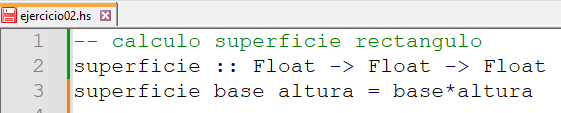 ejercicio02.hs
1 -- calculo superficie rectangulo
2 superficie :: Float -> Float -> Float
3 superficie base altura = base*altura